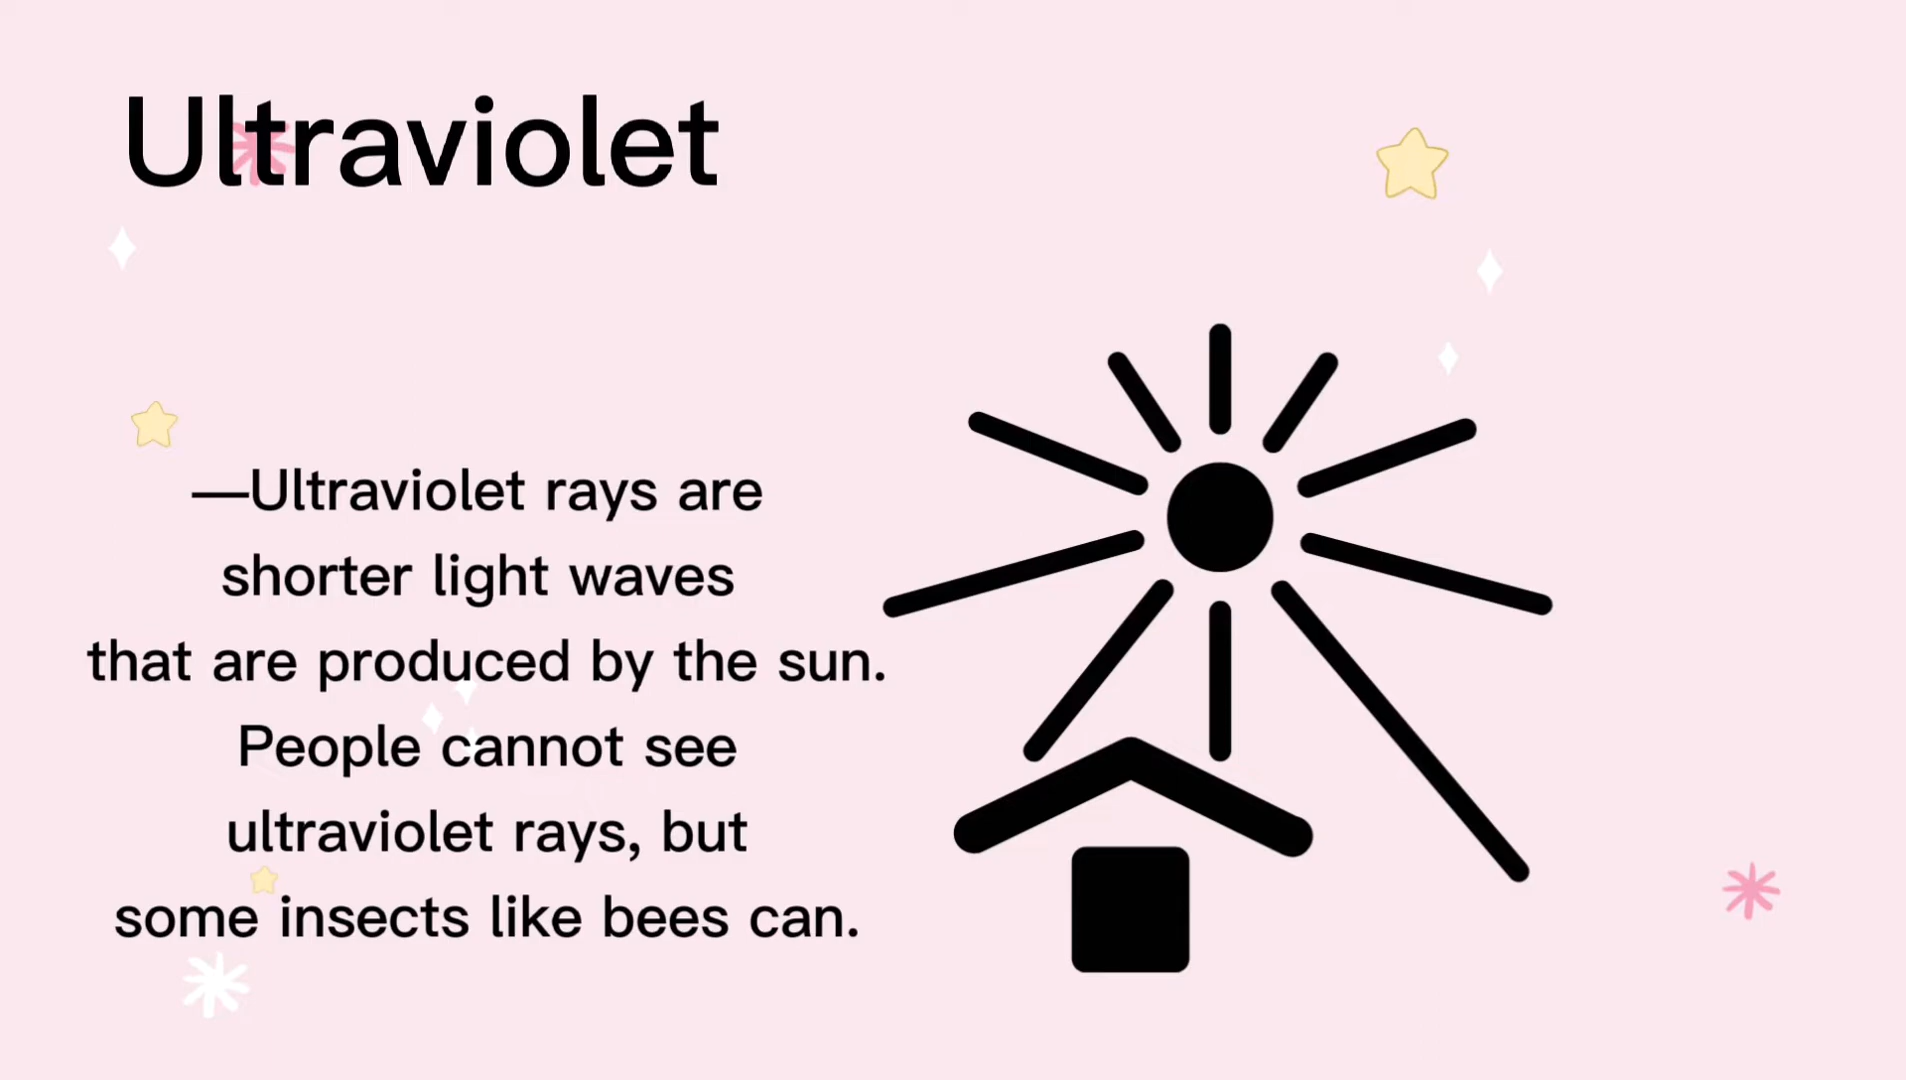 Ultraviolet
—Ultraviolet rays are
shorter light waves
that are produced by the sun.
People cannot see
ultraviolet rays, but
some insects like bees can.